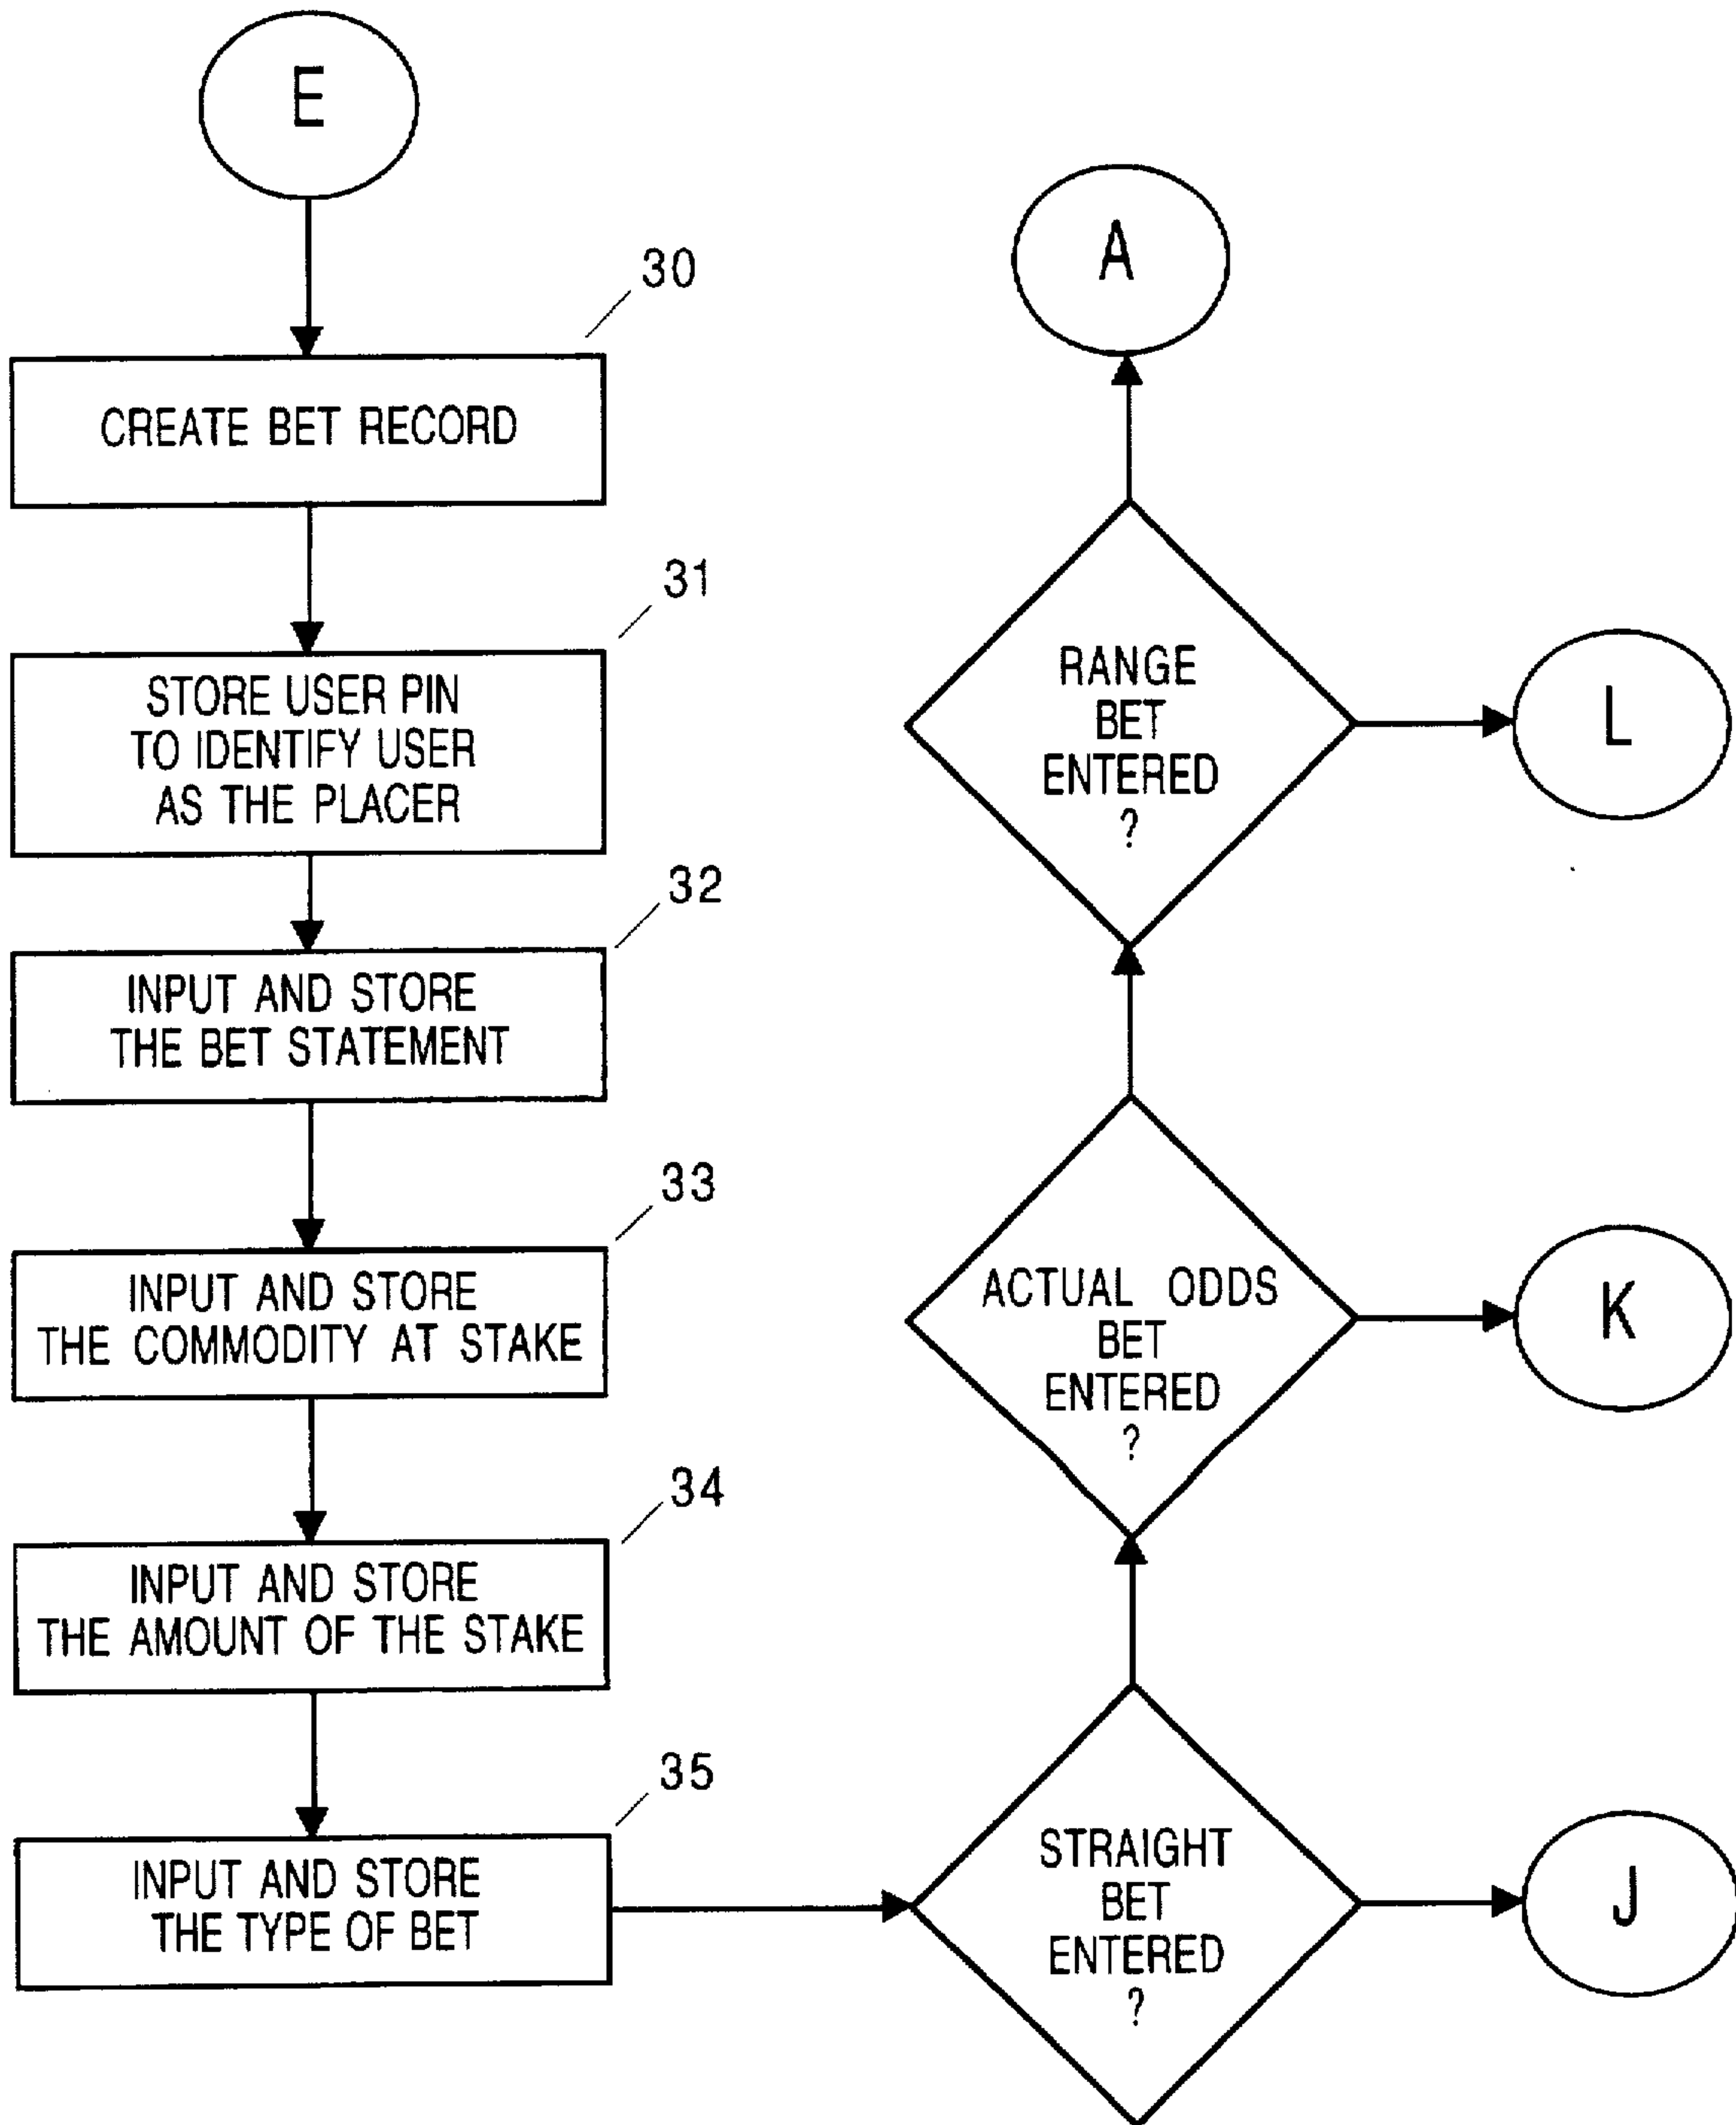 E
30
CREATE BET RECORD
31
STORE USER PIN
TO IDENTIFY USER
AS THE PLACER
32
INPUT AND STORE
THE BET STATEMENT
33
INPUT AND STORE
THE COMMODITY AT STAKE
34
INPUT AND STORE
THE AMOUNT OF THE STAKE
35
INPUT AND STORE
THE TYPE OF BET
A
RANGE
BET
ENTERED
?
L
ACTUAL ODDS
BET
ENTERED
?
K
STRAIGHT
BET
ENTERED
?
J